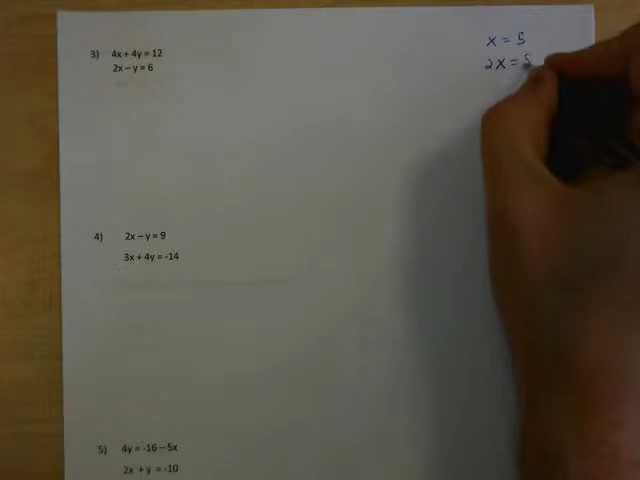 3) 4x + 4y = 12
2x – y = 6
x = 5
2x = 5
4) 2x – y = 9
3x + 4y = -14
5) 4y = -16 – 5x
2x + y = -10